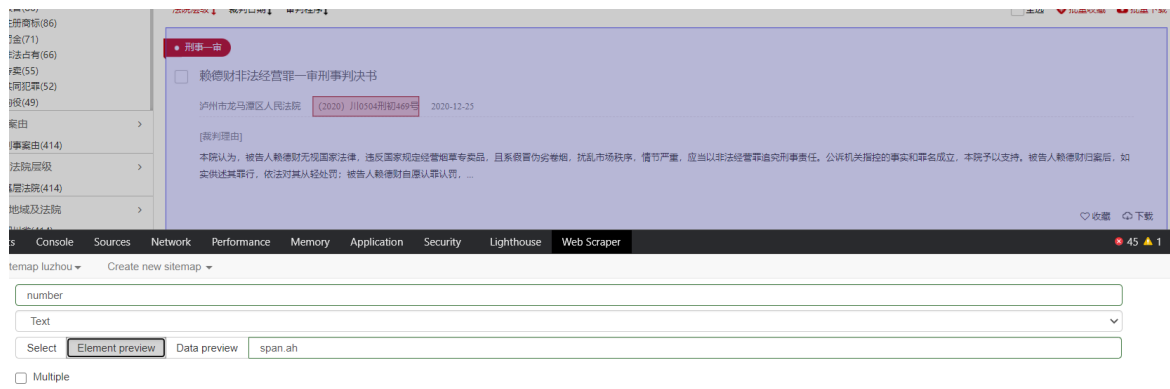 册商标(86)
金(71)
法占有(66)
卖(55)
同犯罪(52)
役(49)
案由
刑事案由(414)
法院层级
基层法院(414)
地域及法院
法院层级 裁判日期 审判程序
全选 批量收藏 批量下载
刑事一审
赖德财非法经营罪一审刑事判决书
泸州市龙马潭区人民法院 (2020) 川0504刑初469号 2020-12-25
[裁判理由]
本院认为，被告人赖德财无视国家法律，违反国家规定经营烟草专卖品，且系假冒伪劣卷烟，扰乱市场秩序，情节严重，应当以非法经营罪追究刑事责任。公诉机关指控的事实和罪名成立，本院予以支持。被告人赖德财归案后，如
实供述其罪行，依法对其从轻处罚；被告人赖德财自愿认罪认罚，...
收藏 下载
Console Sources Network Performance Memory Application Security Lighthouse Web Scraper 45 1
temap luzhou Create new sitemap
number
Text
Select Element preview Data preview span.ah
Multiple